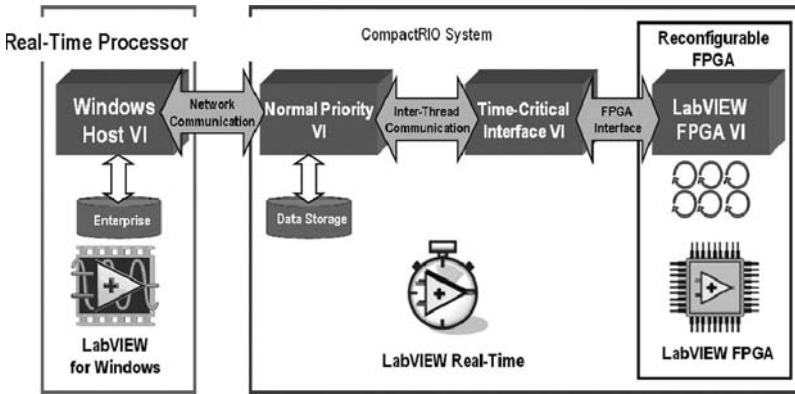 Real-Time Processor
CompactRIO System
Reconfigurable
FPGA
Windows
Host VI
Network
Communication
Normal Priority
VI
Inter-Thread
Communication
Time-Critical
Interface VI
FPGA
Interface
LabVIEW
FPGA VI
Enterprise
Data Storage
LabVIEW
for Windows
LabVIEW Real-Time
LabVIEW FPGA